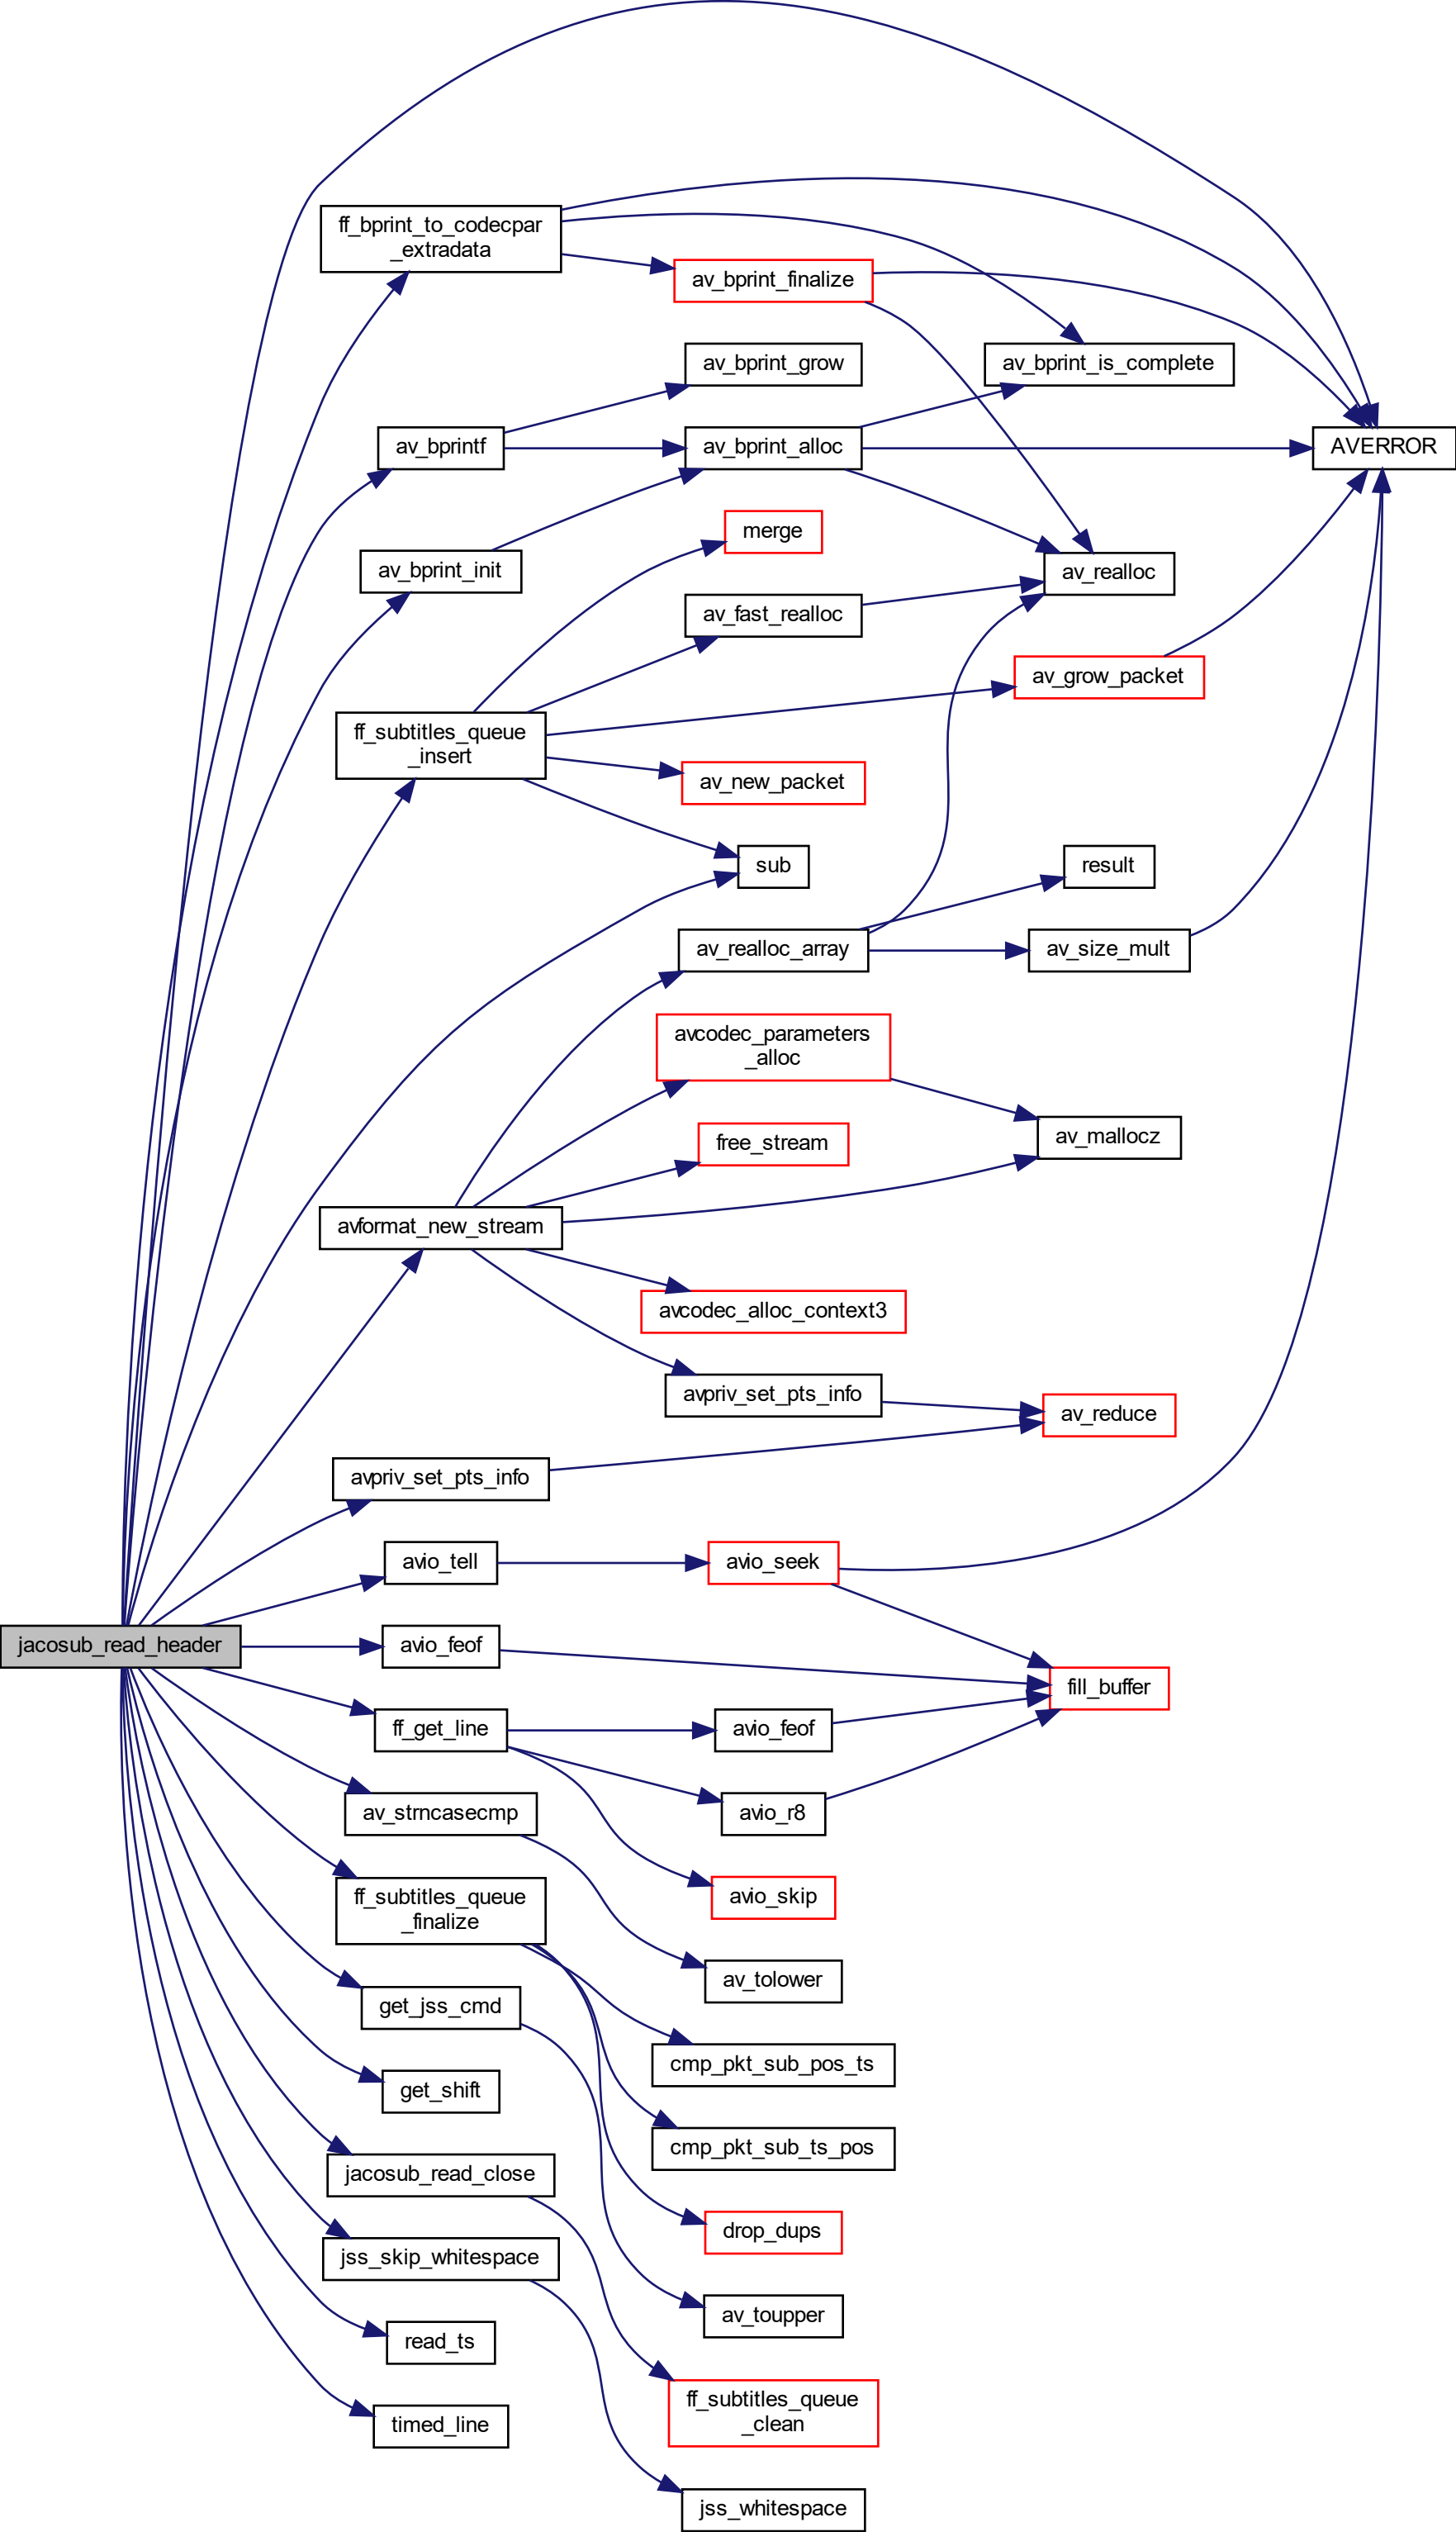 ff_bprint_to_codecpar
_extradata
av_bprint_finalize
av_bprint_grow
av_bprint_is_complete
av_bprintf
av_bprint_alloc
AVERROR
merge
av_bprint_init
av_realloc
av_fast_realloc
av_grow_packet
ff_subtitles_queue
_insert
av_new_packet
sub
result
av_realloc_array
av_size_mult
avcodec_parameters
_alloc
av_mallocz
free_stream
avformat_new_stream
avcodec_alloc_context3
avpriv_set_pts_info
av_reduce
avpriv_set_pts_info
avio_tell
avio_seek
jacosub_read_header
avio_feof
fill_buffer
ff_get_line
avio_feof
av_strncasecmp
avio_r8
ff_subtitles_queue
_finalize
avio_skip
av_tolower
get_jss_cmd
cmp_pkt_sub_pos_ts
get_shift
cmp_pkt_sub_ts_pos
jacosub_read_close
drop_dups
jss_skip_whitespace
av_toupper
read_ts
ff_subtitles_queue
_clean
timed_line
jss_whitespace